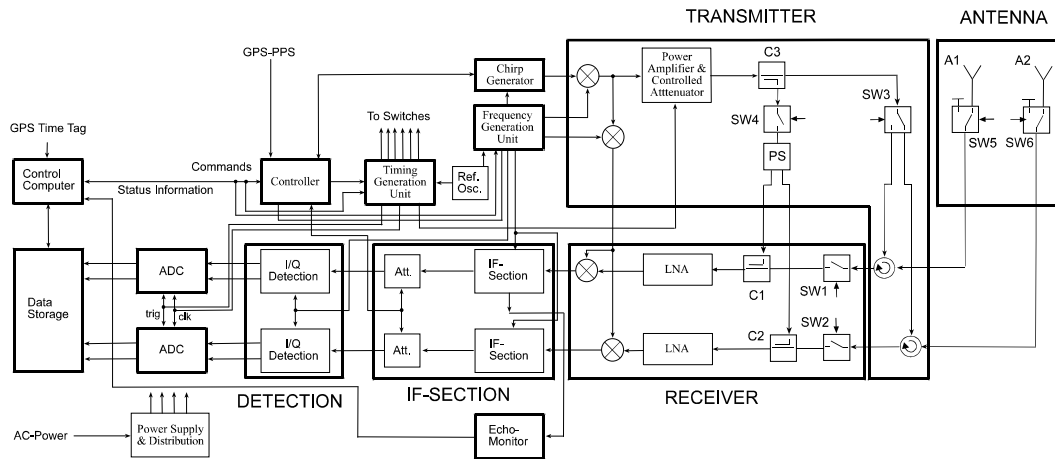 TRANSMITTER
ANTENNA
GPS-PPS
Chirp
Generator
Power
Amplifier &
Controlled
Atttenuator
C3
A1
A2
SW3
GPS Time Tag
To Switches
Frequency
Generation
Unit
SW4
SW5
SW6
Control
Computer
Commands
Status Information
Controller
Timing
Generation
Unit
Ref.
Osc.
PS
Data
Storage
ADC
I/Q
Detection
Att.
IF-
Section
LNA
C1
SW1
trig
clk
ADC
I/Q
Detection
Att.
IF-
Section
LNA
C2
SW2
DETECTION
IF-SECTION
RECEIVER
AC-Power
Power Supply
& Distribution
Echo-
Monitor